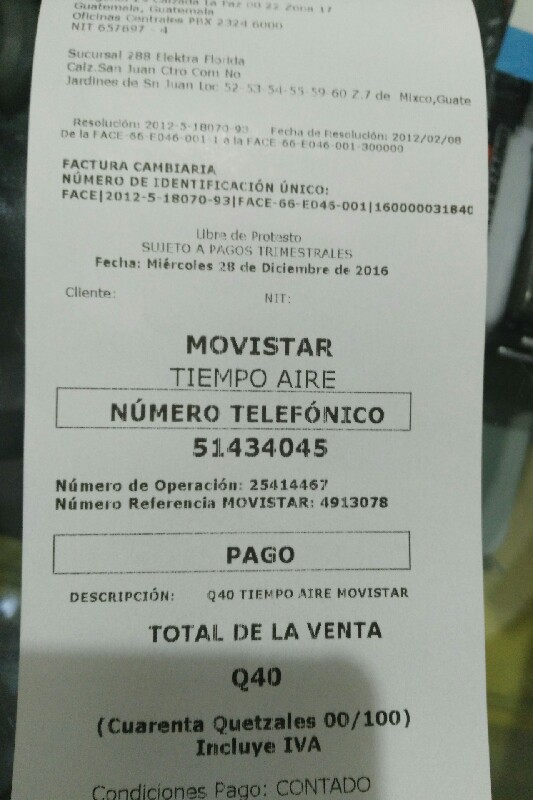 Calzada La Paz 00-22 Zona 17
Guatemala, Guatemala
Oficinas Centrales PBX 2324 6000
NIT 657697 - 4
Sucursal 288 Elektra Florida
Calz.San Juan Ctro Com No
Jardines de Sn Juan Loc 52-53-54-55-59-60 Z.7 de Mixco,Guate
Resolución: 2012-5-18070-93 Fecha de Resolución: 2012/02/08
De la FACE-66-E046-001-1 a la FACE-66-E046-001-300000
FACTURA CAMBIARIA
NÚMERO DE IDENTIFICACIÓN ÚNICO:
FACE|2012-5-18070-93|FACE-66-E046-001|160000031840
Libre de Protesto
SUJETO A PAGOS TRIMESTRALES
Fecha: Miércoles 28 de Diciembre de 2016
Cliente: NIT:
MOVISTAR
TIEMPO AIRE
NÚMERO TELEFÓNICO
51434045
Número de Operación: 25414467
Número Referencia MOVISTAR: 4913078
PAGO
DESCRIPCIÓN: Q40 TIEMPO AIRE MOVISTAR
TOTAL DE LA VENTA
Q40
(Cuarenta Quetzales 00/100)
Incluye IVA
Condiciones Pago: CONTADO